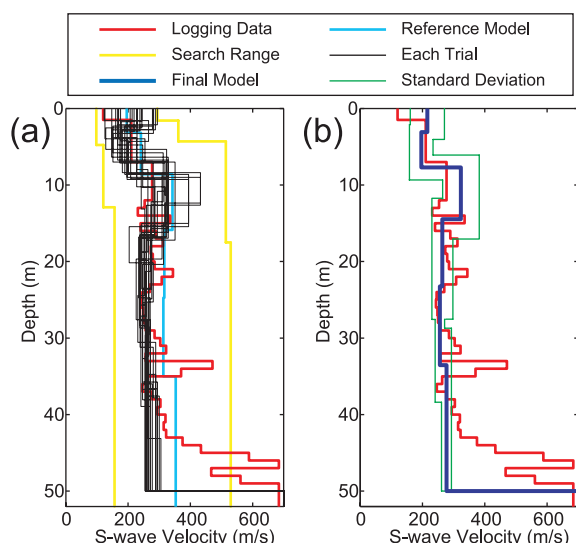 Logging Data
Reference Model
Search Range
Each Trial
Final Model
Standard Deviation
(a)
(b)
0
10
20
30
40
50
Depth (m)
0 200 400 600
S-wave Velocity (m/s)
0
10
20
30
40
50
Depth (m)
0 200 400 600
S-wave Velocity (m/s)